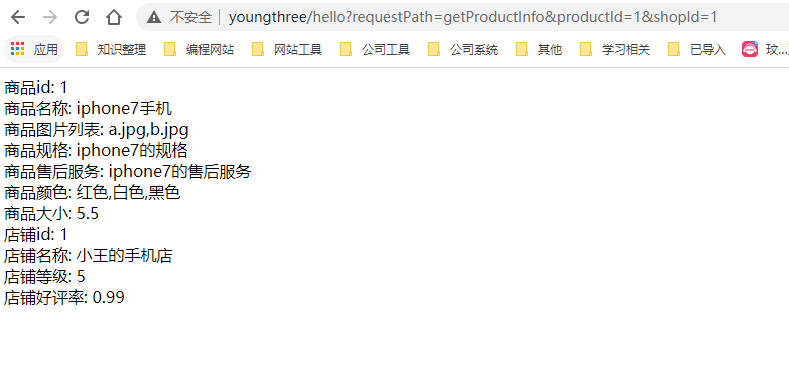 不安全 youngthree/hello?requestPath=getProductInfo&productId=1&shopId=1
应用 知识整理 编程网站 网站工具 公司工具 公司系统 其他 学习相关 已导入 玟...
商品id: 1
商品名称: iphone7手机
商品图片列表: a.jpg,b.jpg
商品规格: iphone7的规格
商品售后服务: iphone7的售后服务
商品颜色: 红色,白色,黑色
商品大小: 5.5
店铺id: 1
店铺名称: 小王的手机店
店铺等级: 5
店铺好评率: 0.99